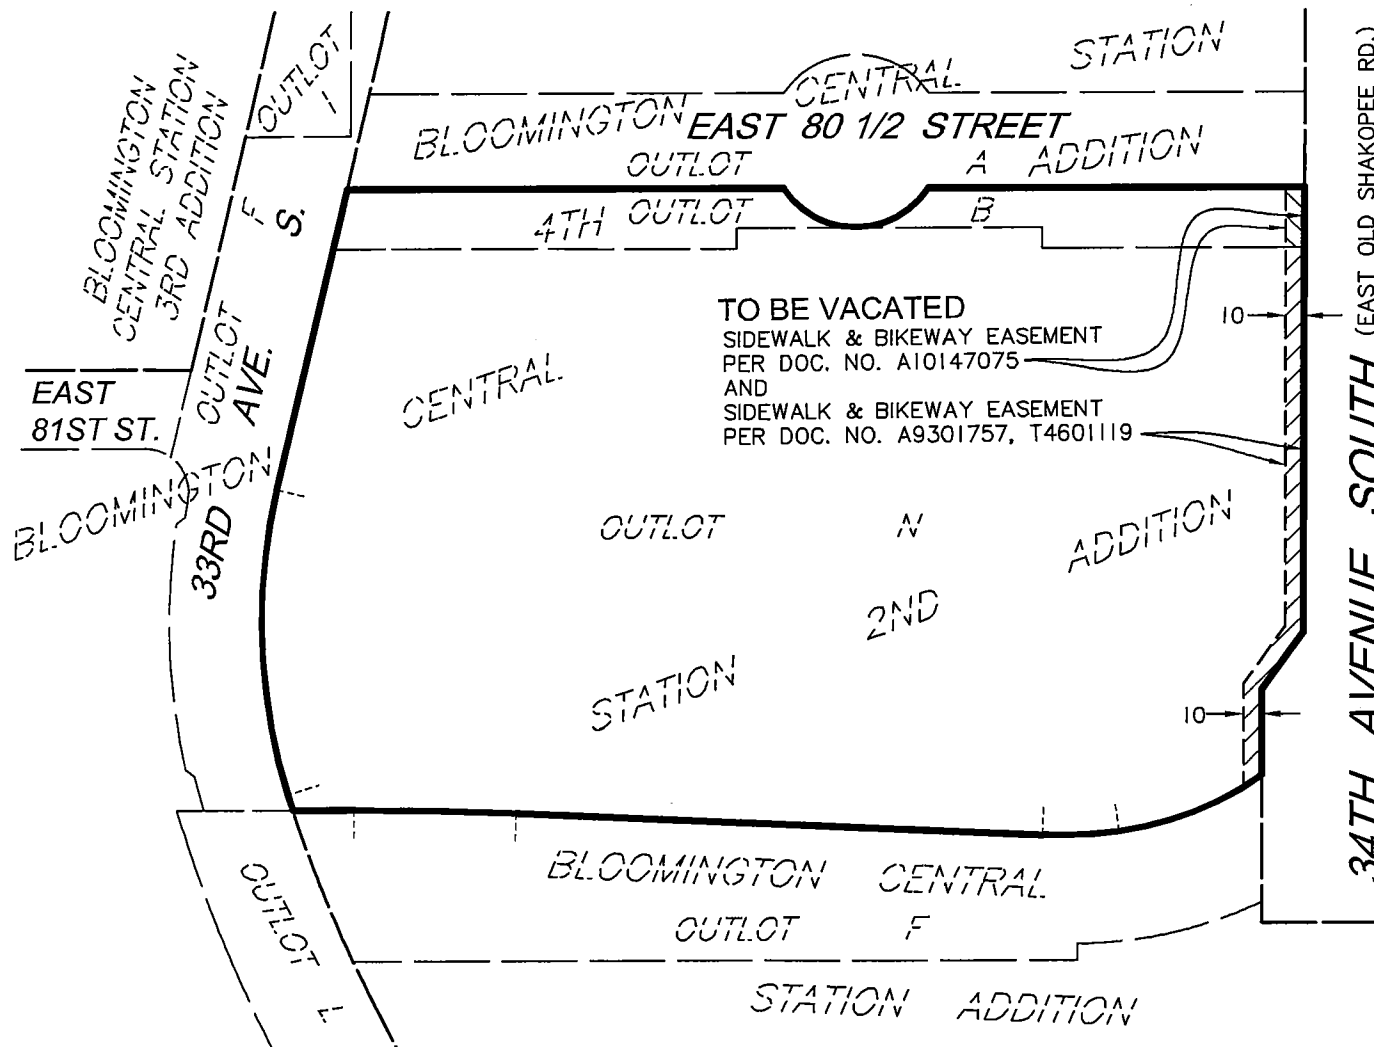 OUTLOT
I
BLOOMINGTON
CENTRAL STATION
3RD ADDITION
STATION
CENTRAL
BLOOMINGTON
EAST 80 1/2 STREET
OUTLOT A ADDITION
4TH OUTLOT B
34TH AVENUE SOUTH (EAST OLD SHAKOPEE RD.)
OUTLOT F
33RD AVE. S.
EAST
81ST ST.
TO BE VACATED
SIDEWALK & BIKEWAY EASEMENT
PER DOC. NO. A10147075
AND
SIDEWALK & BIKEWAY EASEMENT
PER DOC. NO. A9301757, T4601119
10
BLOOMINGTON
CENTRAL
OUTLOT N
ADDITION
2ND
STATION
10
BLOOMINGTON CENTRAL
OUTLOT F
STATION ADDITION
OUTLOT L